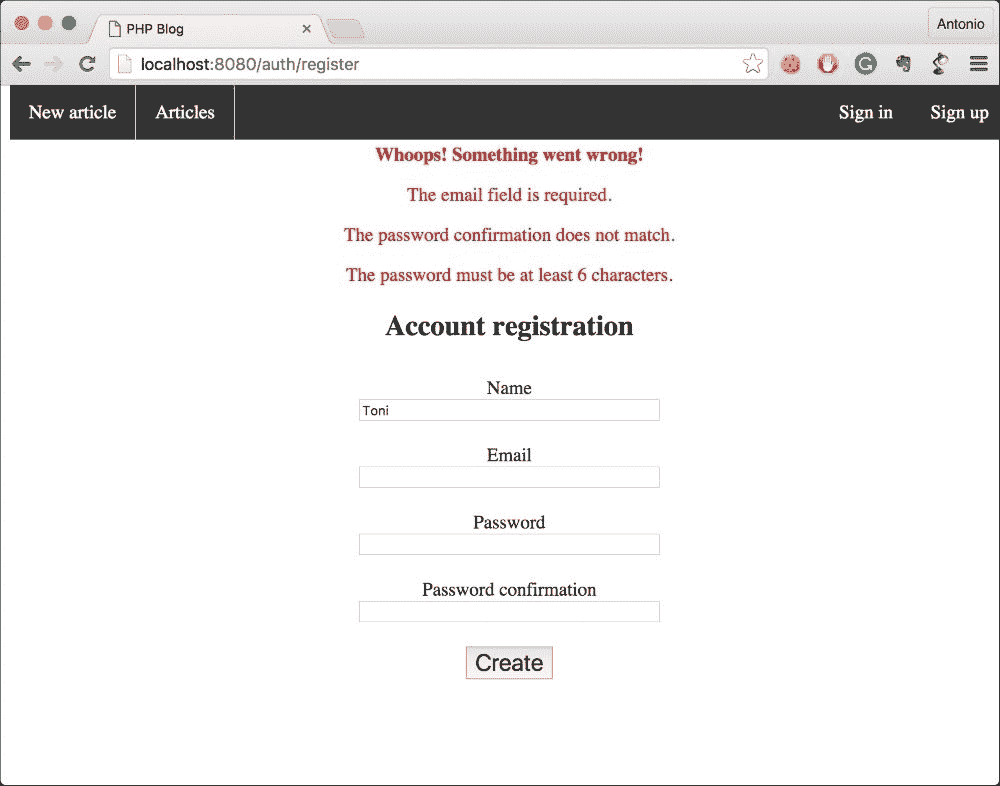 PHP Blog
Antonio
localhost:8080/auth/register
New article Articles Sign in Sign up
Whoops! Something went wrong!
The email field is required.
The password confirmation does not match.
The password must be at least 6 characters.
Account registration
Name
Toni
Email
Password
Password confirmation
Create